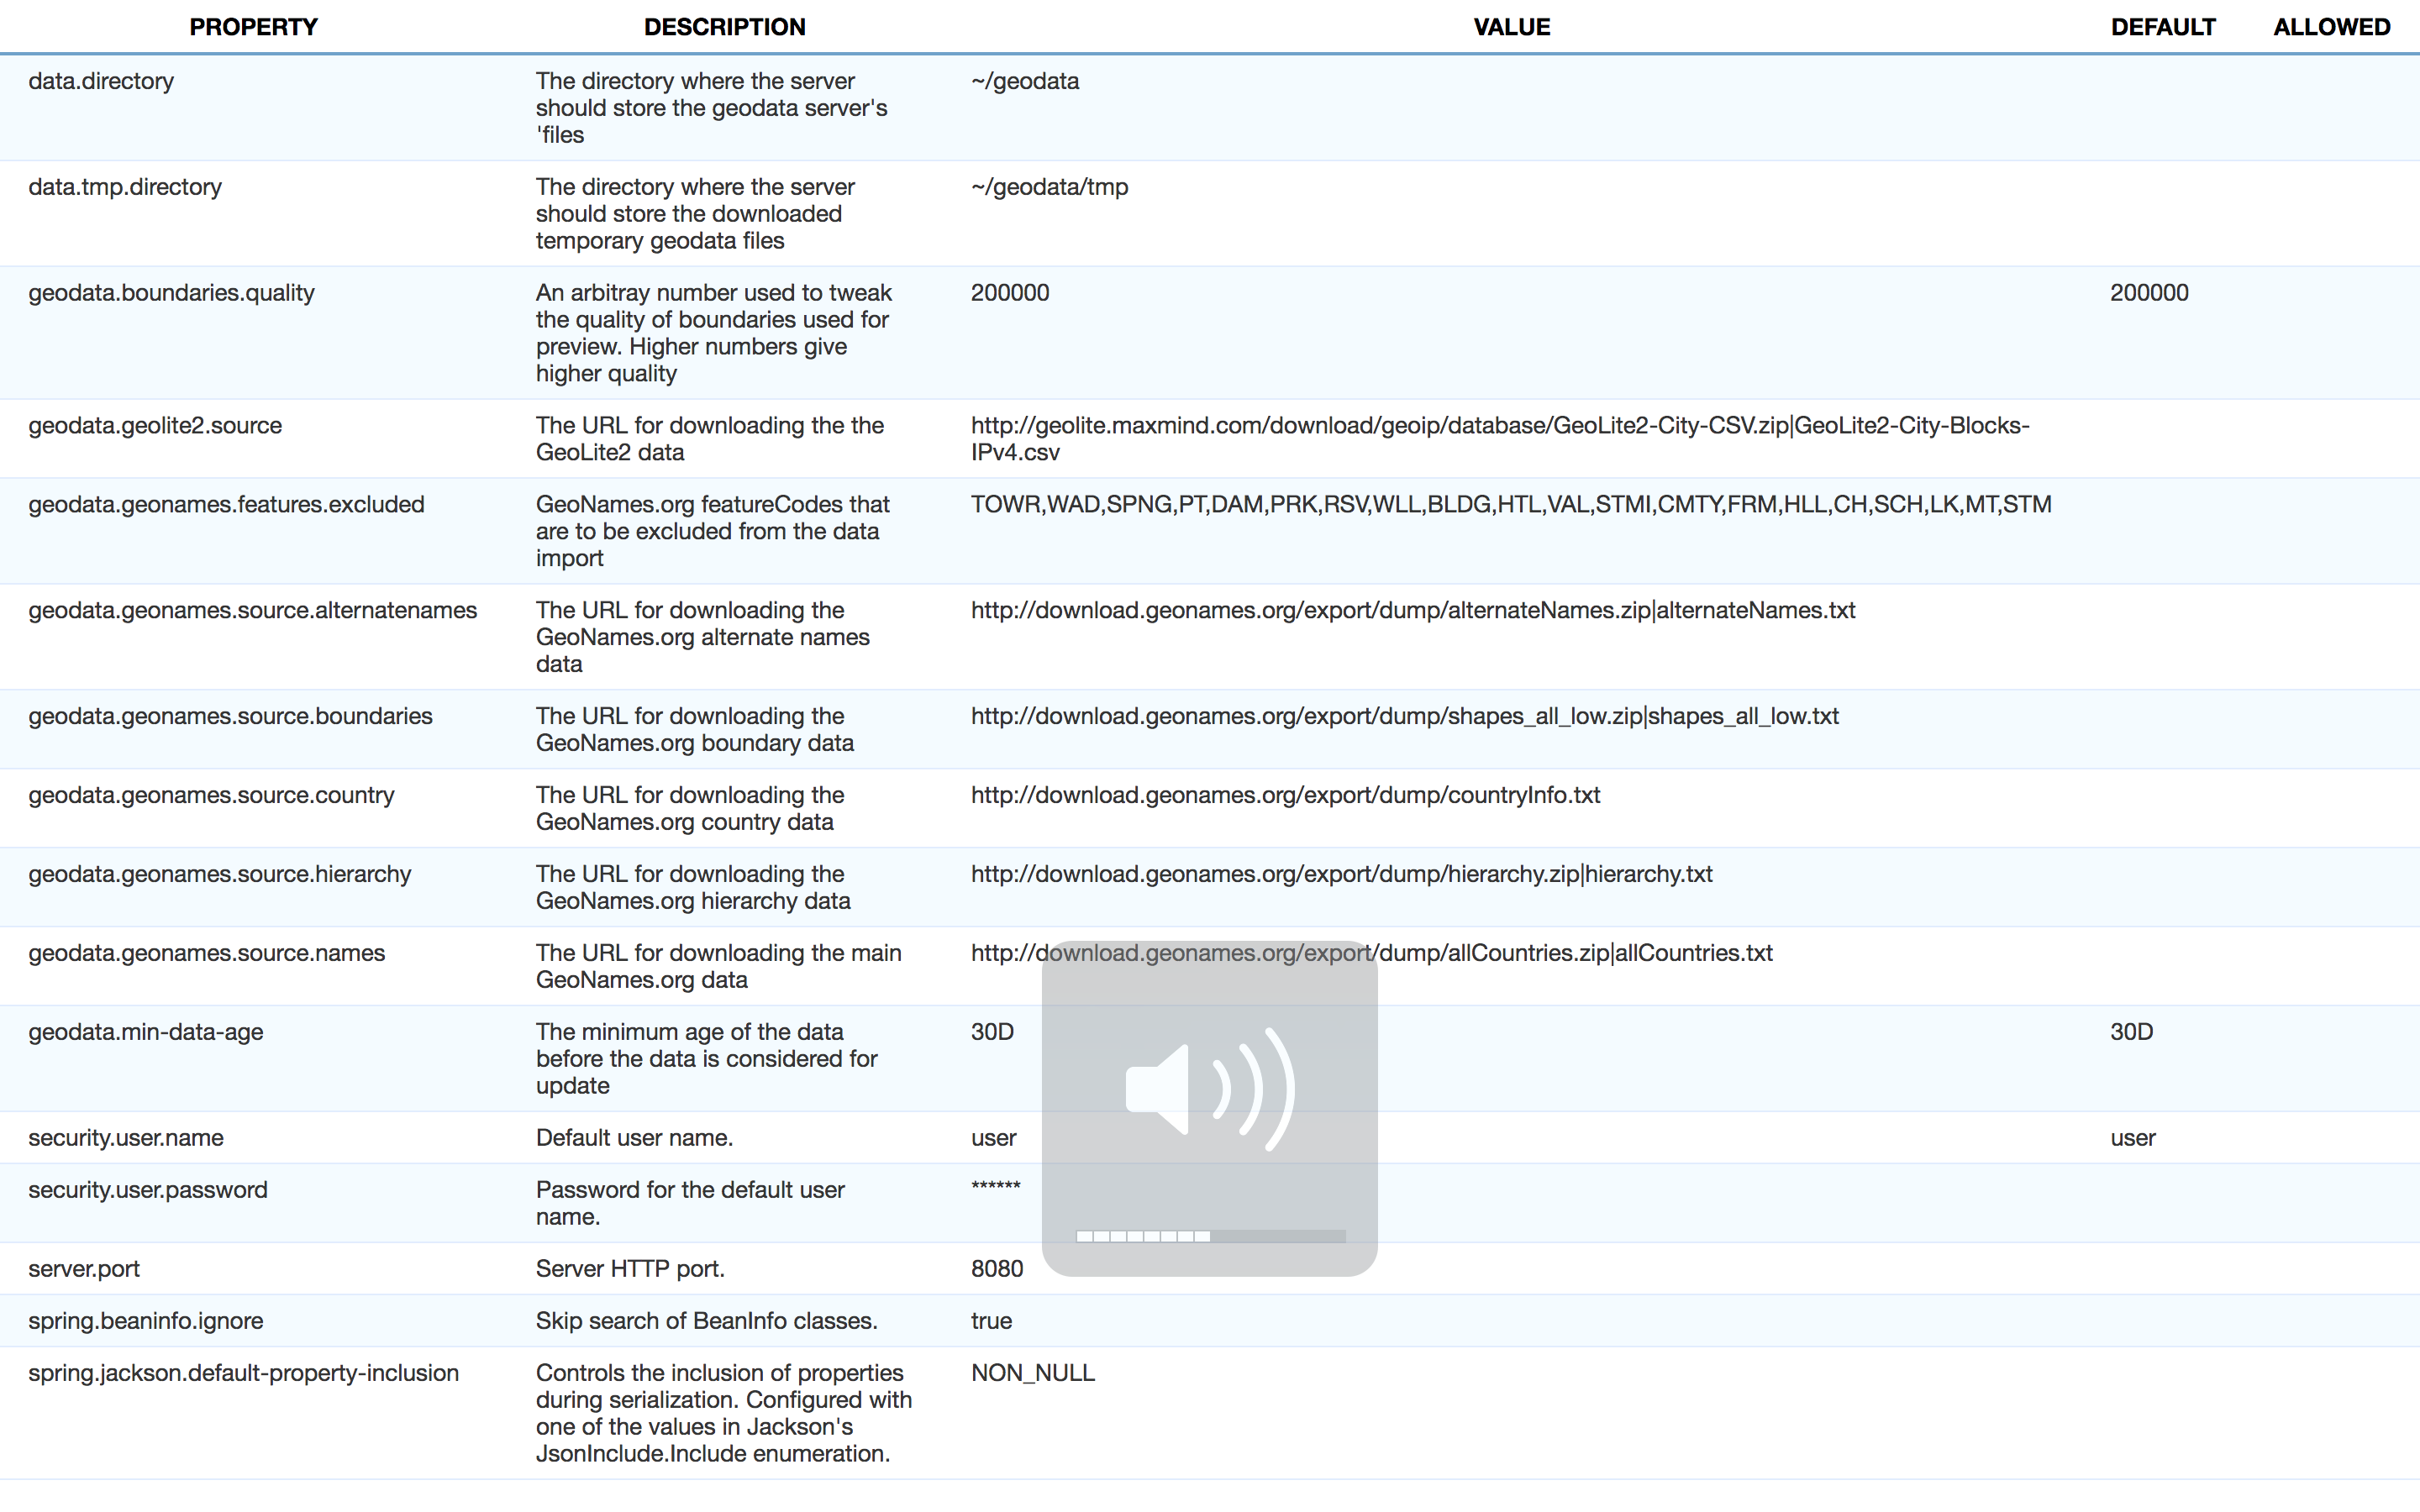 PROPERTY DESCRIPTION VALUE DEFAULT ALLOWED
data.directory The directory where the server ~/geodata
should store the geodata server's
'files
data.tmp.directory The directory where the server ~/geodata/tmp
should store the downloaded
temporary geodata files
geodata.boundaries.quality An arbitray number used to tweak 200000 200000
the quality of boundaries used for
preview. Higher numbers give
higher quality
geodata.geolite2.source The URL for downloading the the http://geolite.maxmind.com/download/geoip/database/GeoLite2-City-CSV.zip|GeoLite2-City-Blocks-
GeoLite2 data IPv4.csv
geodata.geonames.features.excluded GeoNames.org featureCodes that TOWR,WAD,SPNG,PT,DAM,PRK,RSV,WLL,BLDG,HTL,VAL,STMI,CMTY,FRM,HLL,CH,SCH,LK,MT,STM
are to be excluded from the data
import
geodata.geonames.source.alternatenames The URL for downloading the http://download.geonames.org/export/dump/alternateNames.zip|alternateNames.txt
GeoNames.org alternate names
data
geodata.geonames.source.boundaries The URL for downloading the http://download.geonames.org/export/dump/shapes_all_low.zip|shapes_all_low.txt
GeoNames.org boundary data
geodata.geonames.source.country The URL for downloading the http://download.geonames.org/export/dump/countryInfo.txt
GeoNames.org country data
geodata.geonames.source.hierarchy The URL for downloading the http://download.geonames.org/export/dump/hierarchy.zip|hierarchy.txt
GeoNames.org hierarchy data
geodata.geonames.source.names The URL for downloading the main http://download.geonames.org/export/dump/allCountries.zip|allCountries.txt
GeoNames.org data
geodata.min-data-age The minimum age of the data 30D 30D
before the data is considered for
update
security.user.name Default user name. user user
security.user.password Password for the default user ******
name.
server.port Server HTTP port. 8080
spring.beaninfo.ignore Skip search of BeanInfo classes. true
spring.jackson.default-property-inclusion Controls the inclusion of properties NON_NULL
during serialization. Configured with
one of the values in Jackson's
JsonInclude.Include enumeration.